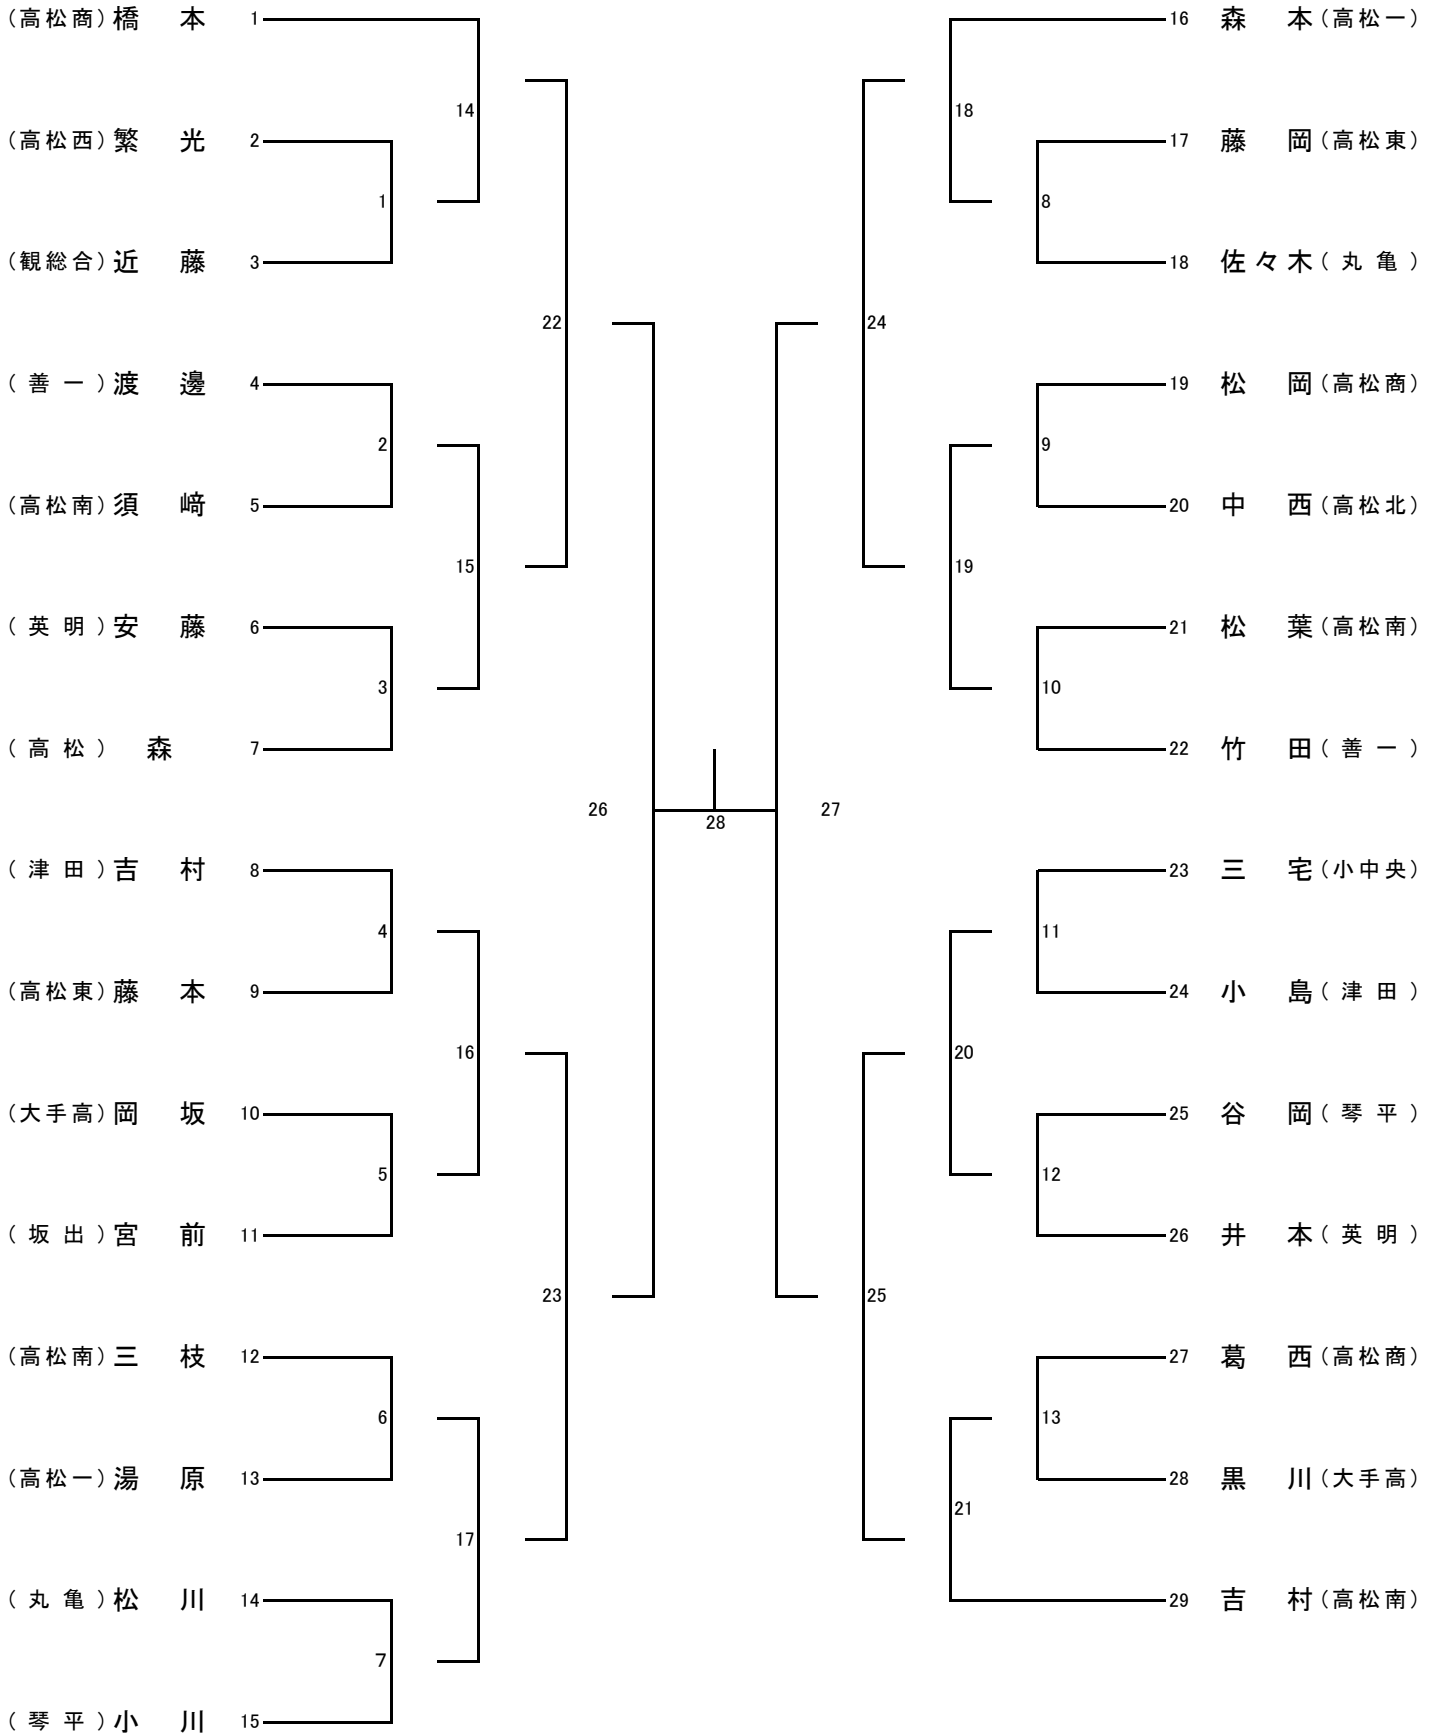 (高松商) 橋本 1
14
(高松西) 繁光 2
1
(観総合) 近藤 3
22
(善一) 渡邊 4
2
(高松南) 須﨑 5
15
(英明) 安藤 6
3
(高松) 森 7
26
(津田) 吉村 8
4
(高松東) 藤本 9
16
(大手高) 岡坂 10
5
(坂出) 宮前 11
23
(高松南) 三枝 12
6
(高松一) 湯原 13
17
(丸亀) 松川 14
7
(琴平) 小川 15
28
16 森本 (高松一)
18
17 藤岡 (高松東)
8
18 佐々木 (丸亀)
24
19 松岡 (高松商)
9
20 中西 (高松北)
19
21 松葉 (高松南)
10
22 竹田 (善一)
27
23 三宅 (小中央)
11
24 小島 (津田)
20
25 谷岡 (琴平)
12
26 井本 (英明)
25
27 葛西 (高松商)
13
28 黒川 (大手高)
21
29 吉村 (高松南)